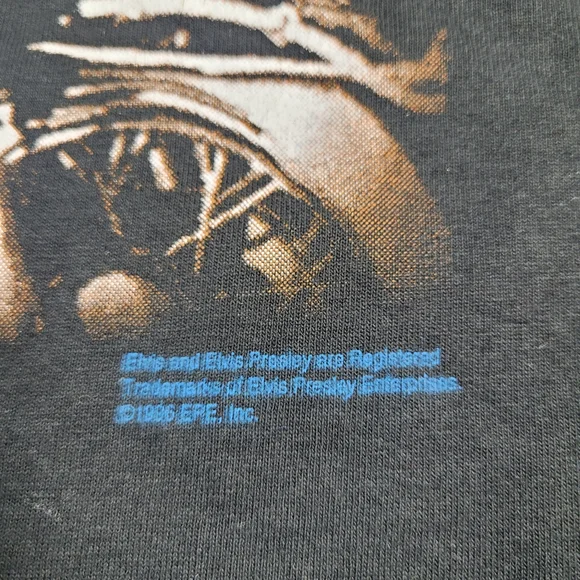 Elvis and Elvis Presley are Registered
Trademarks of Elvis Presley Enterprises.
©1996 EPE, Inc.